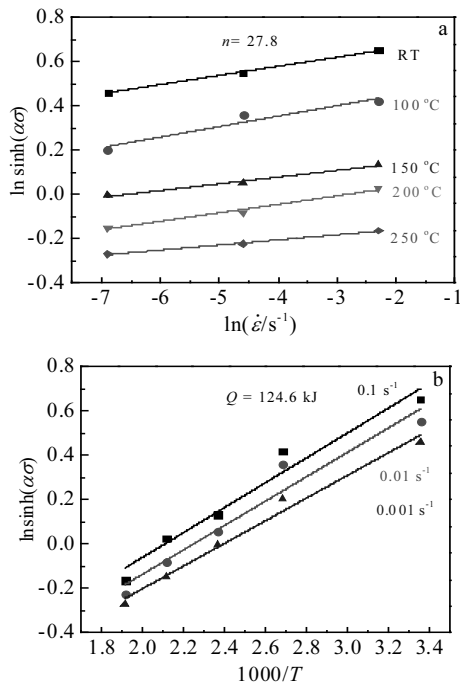 0.8
a
n= 27.8
RT
0.6
0.4
100 °C
0.2
150 °C
0.0
200 °C
-0.2
250 °C
-0.4
-7 -6 -5 -4 -3 -2 -1
ln sinh(ασ)
ln(ε̇/s⁻¹)
0.8
b
Q = 124.6 kJ
0.1 s⁻¹
0.6
0.4
0.01 s⁻¹
0.2
0.001 s⁻¹
0.0
-0.2
-0.4
1.8 2.0 2.2 2.4 2.6 2.8 3.0 3.2 3.4 3.6
lnsinh(ασ)
1000/T